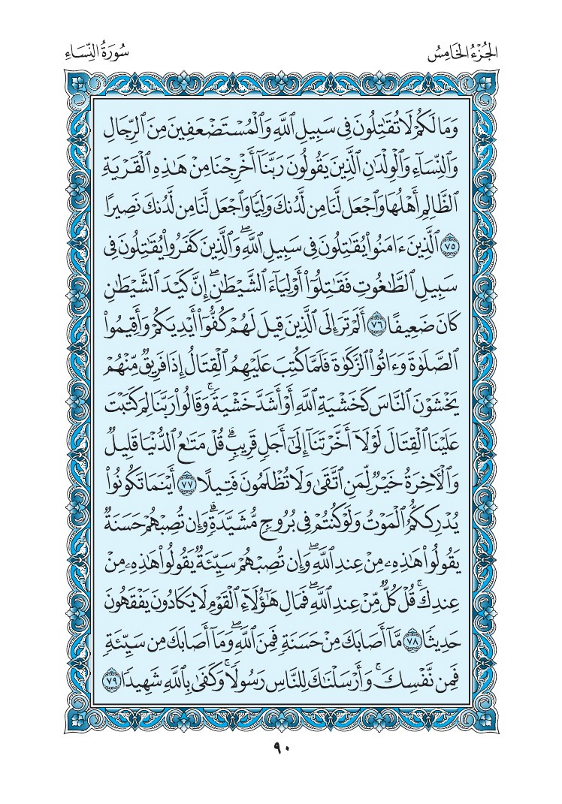 الجُزْءُ الخَامِسُ
سُورَةُ النِّسَاءِ
وَمَا لَكُمْ لَا تُقَٰتِلُونَ فِى سَبِيلِ ٱللَّهِ وَٱلْمُسْتَضْعَفِينَ مِنَ ٱلرِّجَالِ
وَٱلنِّسَآءِ وَٱلْوِلْدَٰنِ ٱلَّذِينَ يَقُولُونَ رَبَّنَآ أَخْرِجْنَا مِنْ هَٰذِهِ ٱلْقَرْيَةِ
ٱلظَّالِمِ أَهْلُهَا وَٱجْعَل لَّنَا مِن لَّدُنكَ وَلِيًّا وَٱجْعَل لَّنَا مِن لَّدُنكَ نَصِيرًا
٧٥ ٱلَّذِينَ ءَامَنُوا۟ يُقَٰتِلُونَ فِى سَبِيلِ ٱللَّهِ ۖ وَٱلَّذِينَ كَفَرُوا۟ يُقَٰتِلُونَ فِى
سَبِيلِ ٱلطَّٰغُوتِ فَقَٰتِلُوٓا۟ أَوْلِيَآءَ ٱلشَّيْطَٰنِ ۖ إِنَّ كَيْدَ ٱلشَّيْطَٰنِ
كَانَ ضَعِيفًا ٧٦ أَلَمْ تَرَ إِلَى ٱلَّذِينَ قِيلَ لَهُمْ كُفُّوٓا۟ أَيْدِيَكُمْ وَأَقِيمُوا۟
ٱلصَّلَوٰةَ وَءَاتُوا۟ ٱلزَّكَوٰةَ فَلَمَّا كُتِبَ عَلَيْهِمُ ٱلْقِتَالُ إِذَا فَرِيقٌ مِّنْهُمْ
يَخْشَوْنَ ٱلنَّاسَ كَخَشْيَةِ ٱللَّهِ أَوْ أَشَدَّ خَشْيَةً ۚ وَقَالُوا۟ رَبَّنَا لِمَ كَتَبْتَ
عَلَيْنَا ٱلْقِتَالَ لَوْلَآ أَخَّرْتَنَآ إِلَىٰٓ أَجَلٍ قَرِيبٍ ۗ قُلْ مَتَٰعُ ٱلدُّنْيَا قَلِيلٌ
وَٱلْءَاخِرَةُ خَيْرٌ لِّمَنِ ٱتَّقَىٰ وَلَا تُظْلَمُونَ فَتِيلًا ٧٧ أَيْنَمَا تَكُونُوا۟
يُدْرِككُّمُ ٱلْمَوْتُ وَلَوْ كُنتُمْ فِى بُرُوجٍ مُّشَيَّدَةٍ ۗ وَإِن تُصِبْهُمْ حَسَنَةٌ
يَقُولُوا۟ هَٰذِهِۦ مِنْ عِندِ ٱللَّهِ ۖ وَإِن تُصِبْهُمْ سَيِّئَةٌ يَقُولُوا۟ هَٰذِهِۦ مِنْ
عِندِكَ ۚ قُلْ كُلٌّ مِّنْ عِندِ ٱللَّهِ ۖ فَمَالِ هَٰٓؤُلَآءِ ٱلْقَوْمِ لَا يَكَادُونَ يَفْقَهُونَ
حَدِيثًا ٧٨ مَّآ أَصَابَكَ مِنْ حَسَنَةٍ فَمِنَ ٱللَّهِ ۖ وَمَآ أَصَابَكَ مِن سَيِّئَةٍ
فَمِن نَّفْسِكَ ۚ وَأَرْسَلْنَٰكَ لِلنَّاسِ رَسُولًا ۚ وَكَفَىٰ بِٱللَّهِ شَهِيدًا ٧٩
٩٠